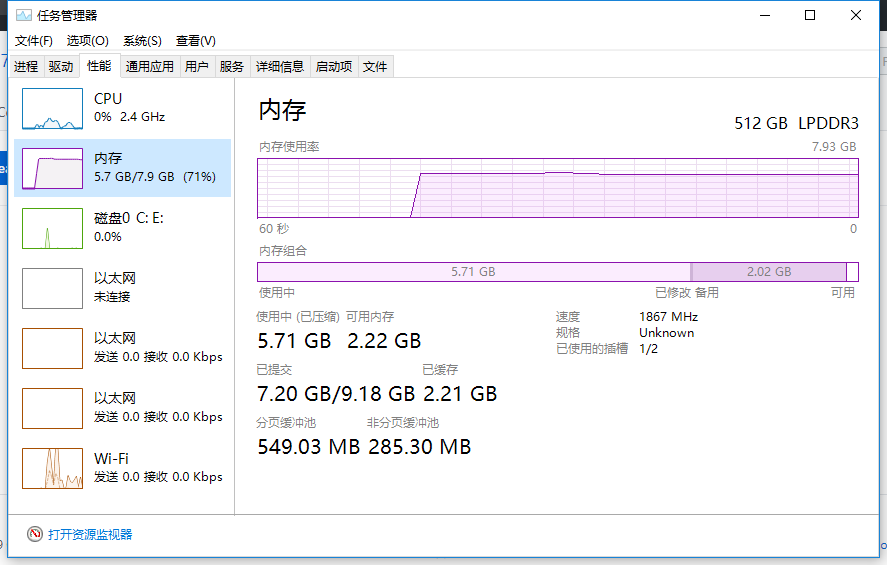 任务管理器
文件(F) 选项(O) 系统(S) 查看(V)
进程 驱动 性能 通用应用 用户 服务 详细信息 启动项 文件
CPU
0% 2.4 GHz
内存
5.7 GB/7.9 GB (71%)
磁盘0 C: E:
0.0%
以太网
未连接
以太网
发送 0.0 接收 0.0 Kbps
以太网
发送 0.0 接收 0.0 Kbps
Wi-Fi
发送 0.0 接收 0.0 Kbps
内存
512 GB LPDDR3
内存使用率 7.93 GB
60 秒 0
内存组合
5.71 GB 2.02 GB
使用中 已修改 备用 可用
使用中 (已压缩) 可用内存
5.71 GB 2.22 GB
已提交 已缓存
7.20 GB/9.18 GB 2.21 GB
分页缓冲池 非分页缓冲池
549.03 MB 285.30 MB
速度 1867 MHz
规格 Unknown
已使用的插槽 1/2
打开资源监视器